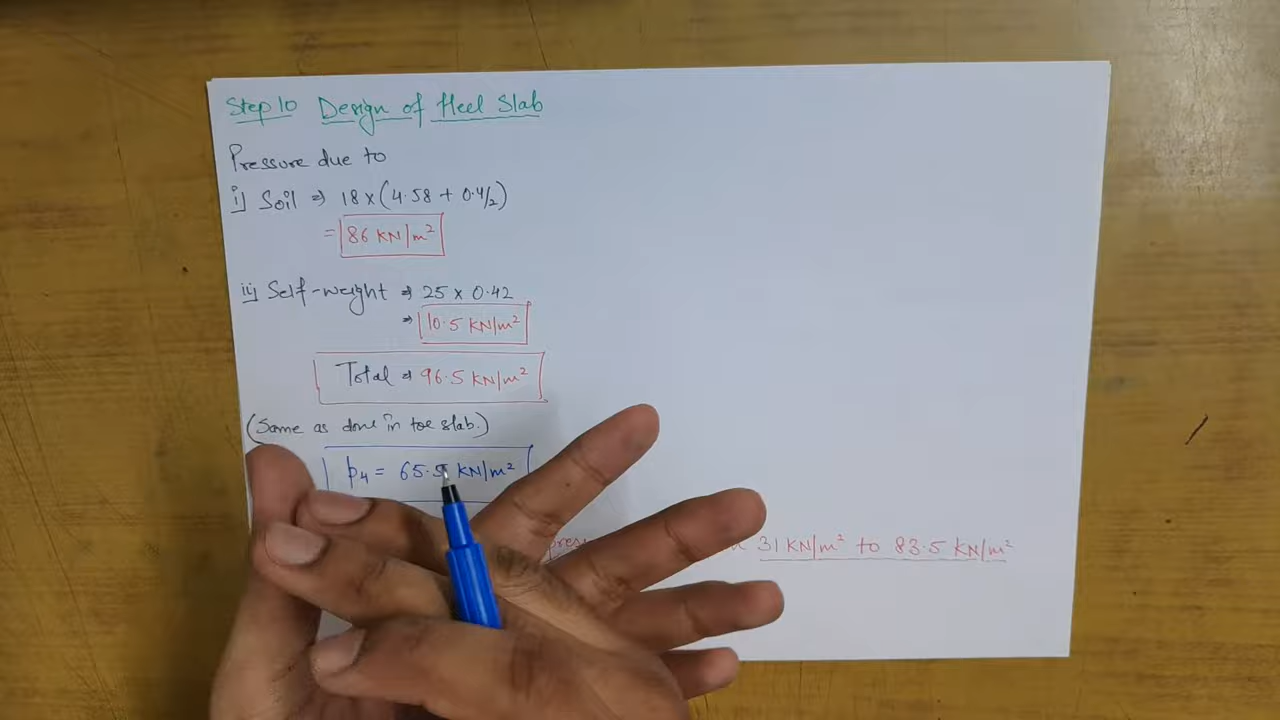 Step 10 Design of Heel Slab
Pressure due to
i) Soil ⇒ 18 x (4.58 + 0.4/2)
= 86 KN/m²
ii) Self-weight ⇒ 25 x 0.42
⇒ 10.5 KN/m²
Total ⇒ 96.5 KN/m²
(Same as done in toe slab.)
p4 = 65.5 KN/m²
31 KN/m² to 83.5 KN/m²